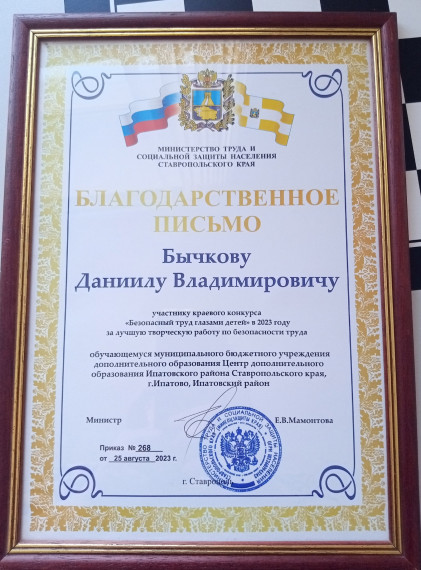 МИНИСТЕРСТВО ТРУДА И
СОЦИАЛЬНОЙ ЗАЩИТЫ НАСЕЛЕНИЯ
СТАВРОПОЛЬСКОГО КРАЯ
БЛАГОДАРСТВЕННОЕ
ПИСЬМО
Бычкову
Даниилу Владимировичу
участнику краевого конкурса
«Безопасный труд глазами детей» в 2023 году
за лучшую творческую работу по безопасности труда
обучающемуся муниципального бюджетного учреждения
дополнительного образования Центр дополнительного
образования Ипатовского района Ставропольского края,
г.Ипатово, Ипатовский район
Министр Е.В.Мамонтова
Приказ № 268
от 25 августа 2023 г.
г. Ставрополь